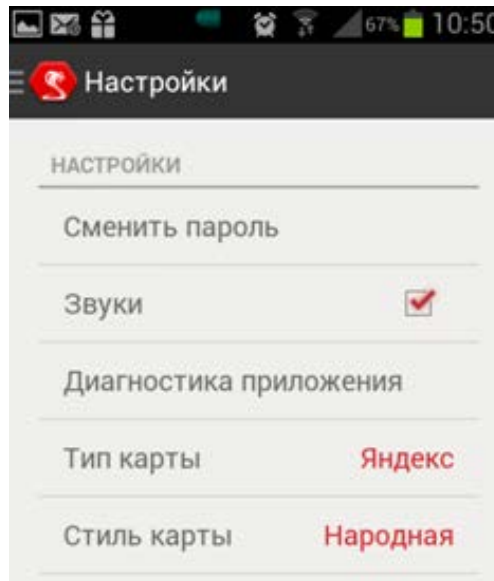 67% 10:50
Настройки
НАСТРОЙКИ
Сменить пароль
Звуки
Диагностика приложения
Тип карты Яндекс
Стиль карты Народная